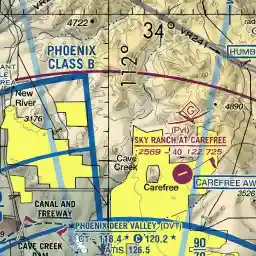 4722
34°
VR241
HUMB
PHOENIX
CLASS B
112°
New
River
3176
G
4890
(Pvt)
SKY RANCH AT CAREFREE
2569 - 40 122.725
Cave
Creek
Carefree
CAREFREE AW
3526
CANAL AND
FREEWAY
PHOENIX DEER VALLEY (DVT)
CT - 118.4 C 120.2
ATIS 126.5
CAVE CREEK
DAM
90
70